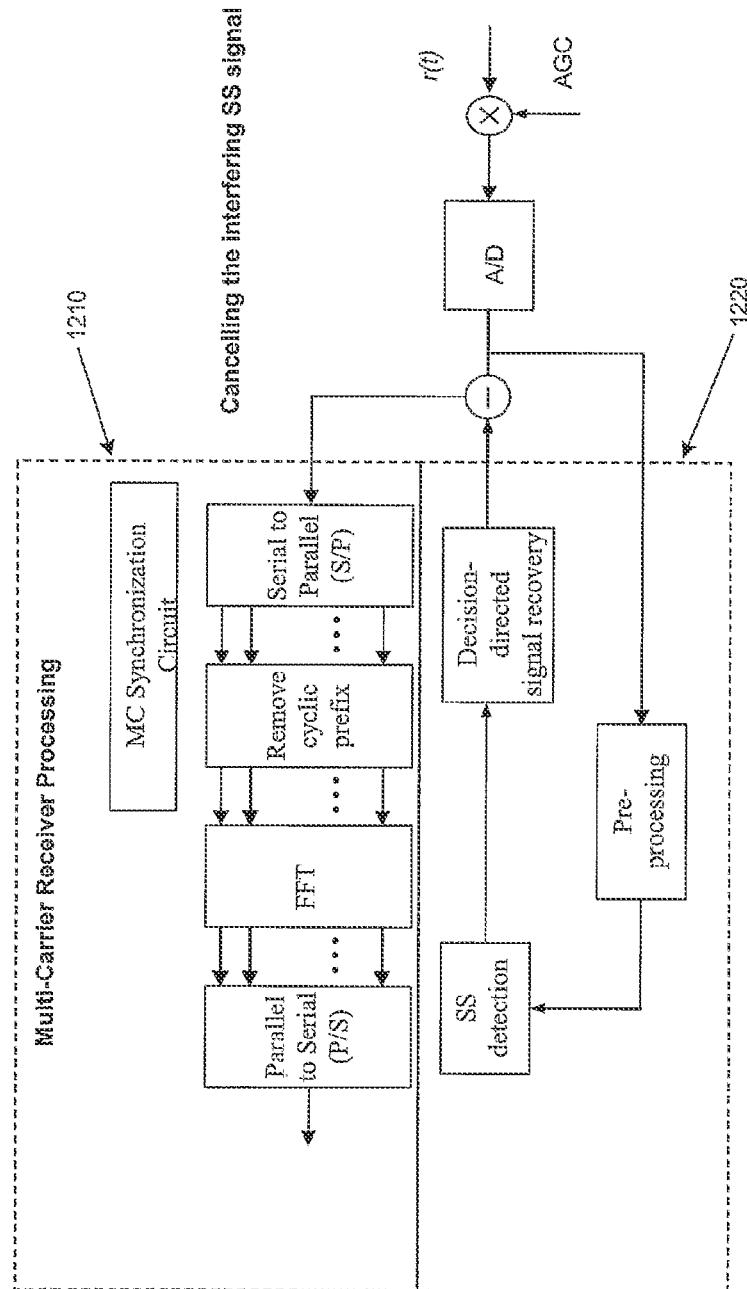 Cancelling the interfering SS signal
1210
Multi-Carrier Receiver Processing
MC Synchronization
Circuit
Parallel
to Serial
(P/S)
FFT
Remove
cyclic
prefix
Serial to
Parallel
(S/P)
r(t)
X
AGC
A/D
−
SS
detection
Decision-
directed
signal recovery
Pre-
processing
1220